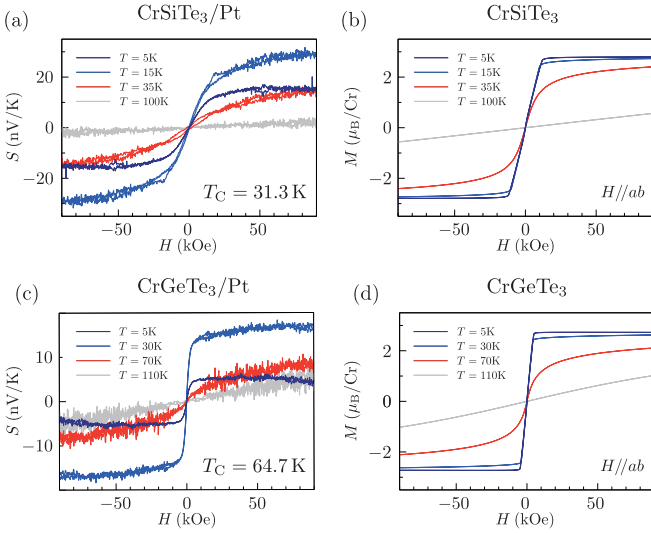 (a)
CrSiTe3/Pt
T = 5K
T = 15K
T = 35K
T = 100K
20
0
−20
S (nV/K)
TC = 31.3 K
−50
0
50
H (kOe)
(b)
CrSiTe3
T = 5K
T = 15K
T = 35K
T = 100K
2
0
−2
M (μB/Cr)
H//ab
−50
0
50
H (kOe)
(c)
CrGeTe3/Pt
T = 5K
T = 30K
T = 70K
T = 110K
10
0
−10
S (nV/K)
TC = 64.7 K
−50
0
50
H (kOe)
(d)
CrGeTe3
T = 5K
T = 30K
T = 70K
T = 110K
2
0
−2
M (μB/Cr)
H//ab
−50
0
50
H (kOe)